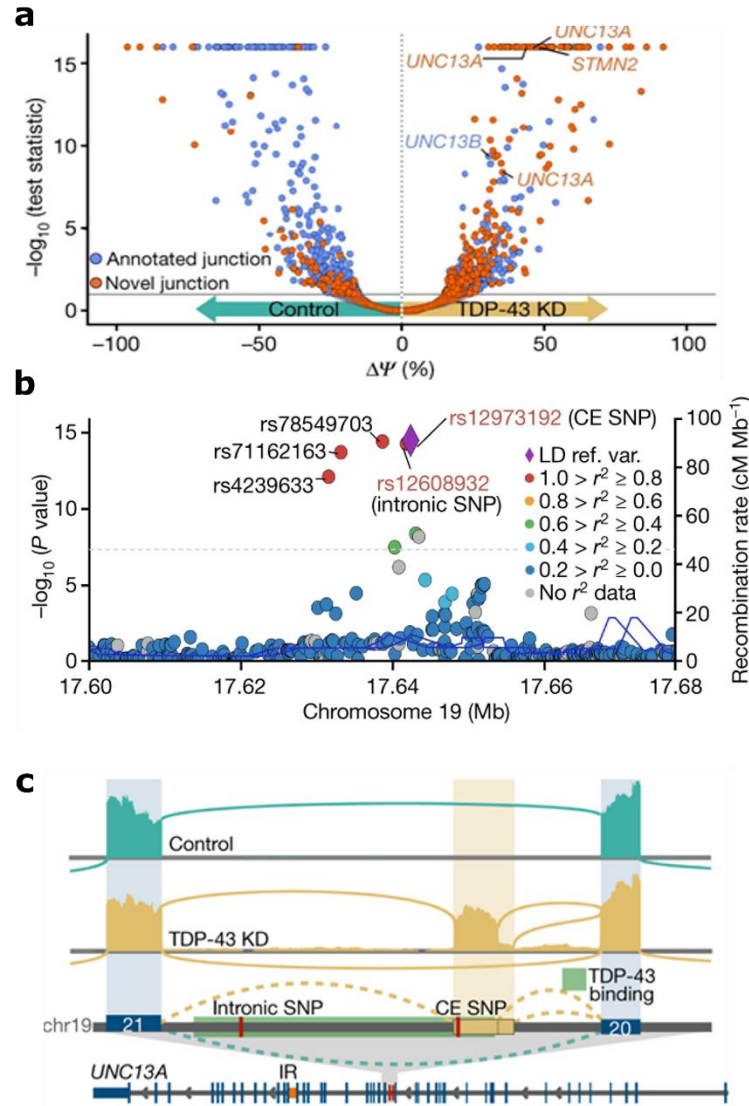 a
–log10 (test statistic)
15
10
5
0
UNC13A
UNC13A
STMN2
UNC13B
UNC13A
Annotated junction
Novel junction
Control
TDP-43 KD
–100
–50
0
50
100
ΔΨ (%)
b
–log10 (P value)
15
10
5
0
rs78549703
rs71162163
rs4239633
rs12973192 (CE SNP)
rs12608932
(intronic SNP)
LD ref. var.
1.0 > r2 ≥ 0.8
0.8 > r2 ≥ 0.6
0.6 > r2 ≥ 0.4
0.4 > r2 ≥ 0.2
0.2 > r2 ≥ 0.0
No r2 data
100
80
60
40
20
0
Recombination rate (cM Mb–1)
17.60
17.62
17.64
17.66
17.68
Chromosome 19 (Mb)
c
Control
TDP-43 KD
TDP-43
binding
Intronic SNP
CE SNP
chr19
21
20
UNC13A
IR